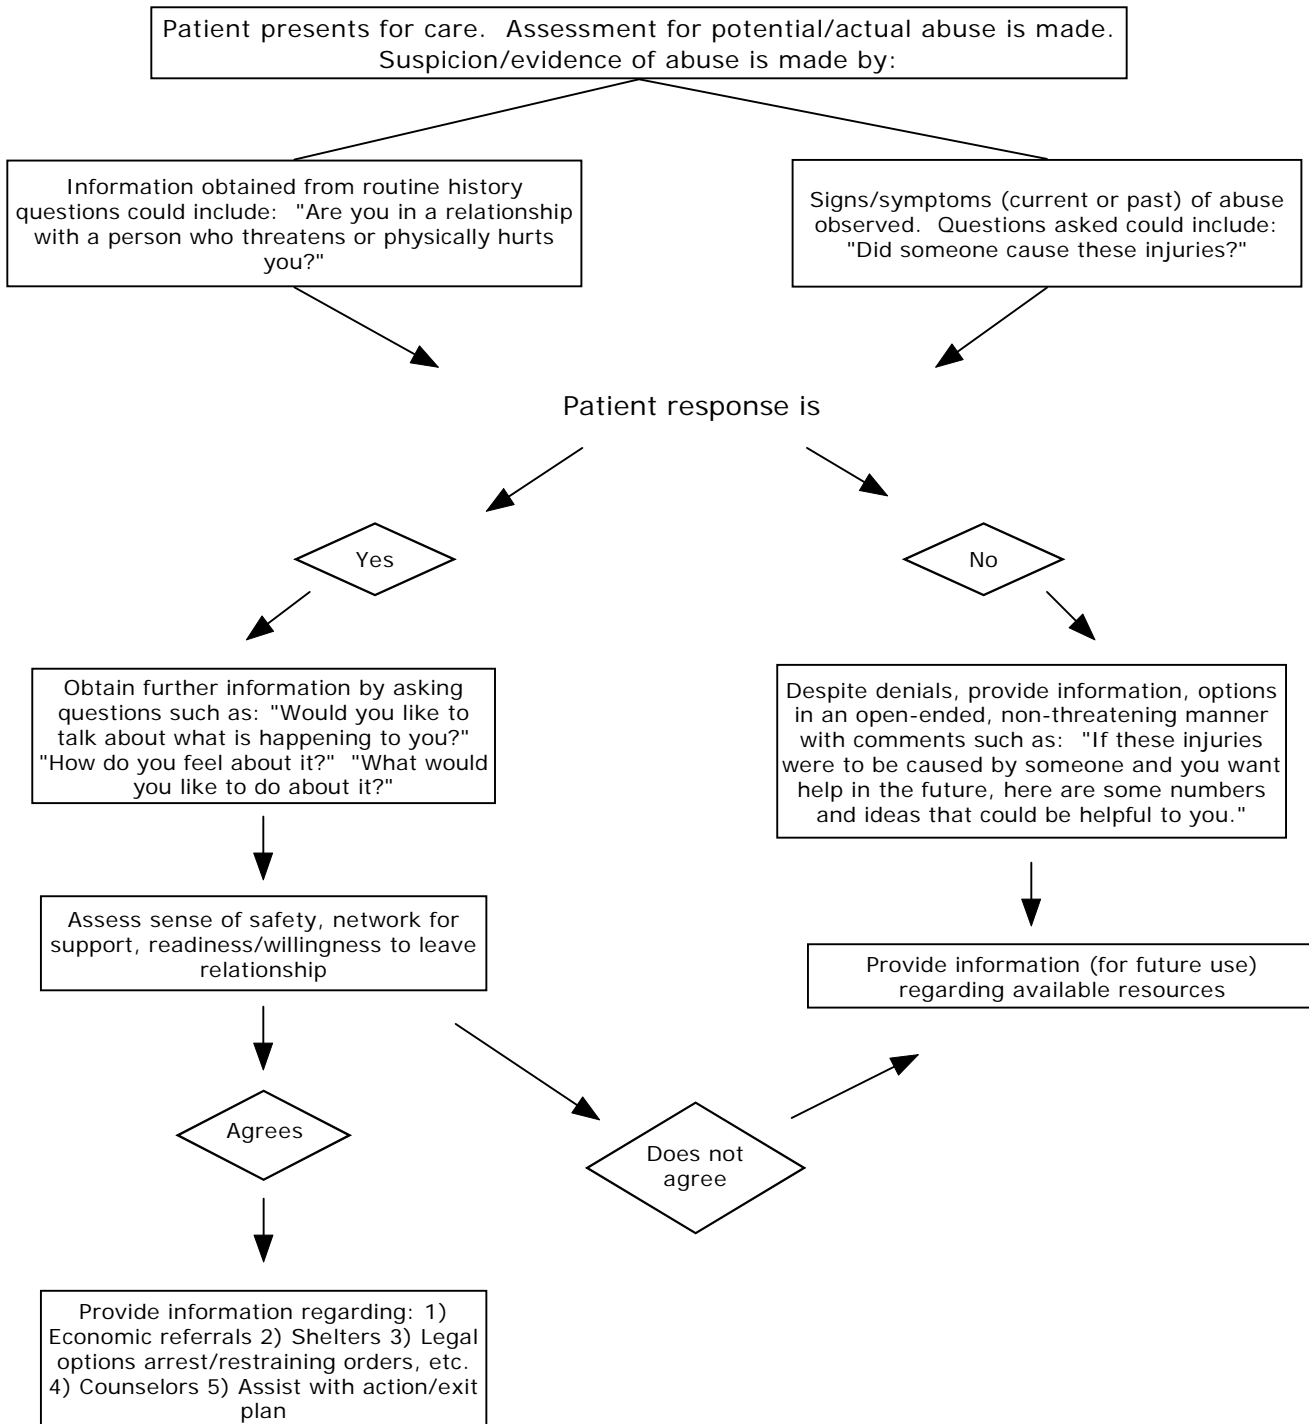 Patient presents for care.  Assessment for potential/actual abuse is made.
Suspicion/evidence of abuse is made by:
Information obtained from routine history
questions could include:  "Are you in a relationship
with a person who threatens or physically hurts
you?"
Signs/symptoms (current or past) of abuse
observed.  Questions asked could include:
"Did someone cause these injuries?"
Patient response is
Yes
No
Obtain further information by asking
questions such as: "Would you like to
talk about what is happening to you?"
"How do you feel about it?"  "What would
you like to do about it?"
Despite denials, provide information, options
in an open-ended, non-threatening manner
with comments such as:  "If these injuries
were to be caused by someone and you want
help in the future, here are some numbers
and ideas that could be helpful to you."
Assess sense of safety, network for
support, readiness/willingness to leave
relationship
Provide information (for future use)
regarding available resources
Agrees
Does not
agree
Provide information regarding: 1)
Economic referrals 2) Shelters 3) Legal
options arrest/restraining orders, etc.
4) Counselors 5) Assist with action/exit
plan